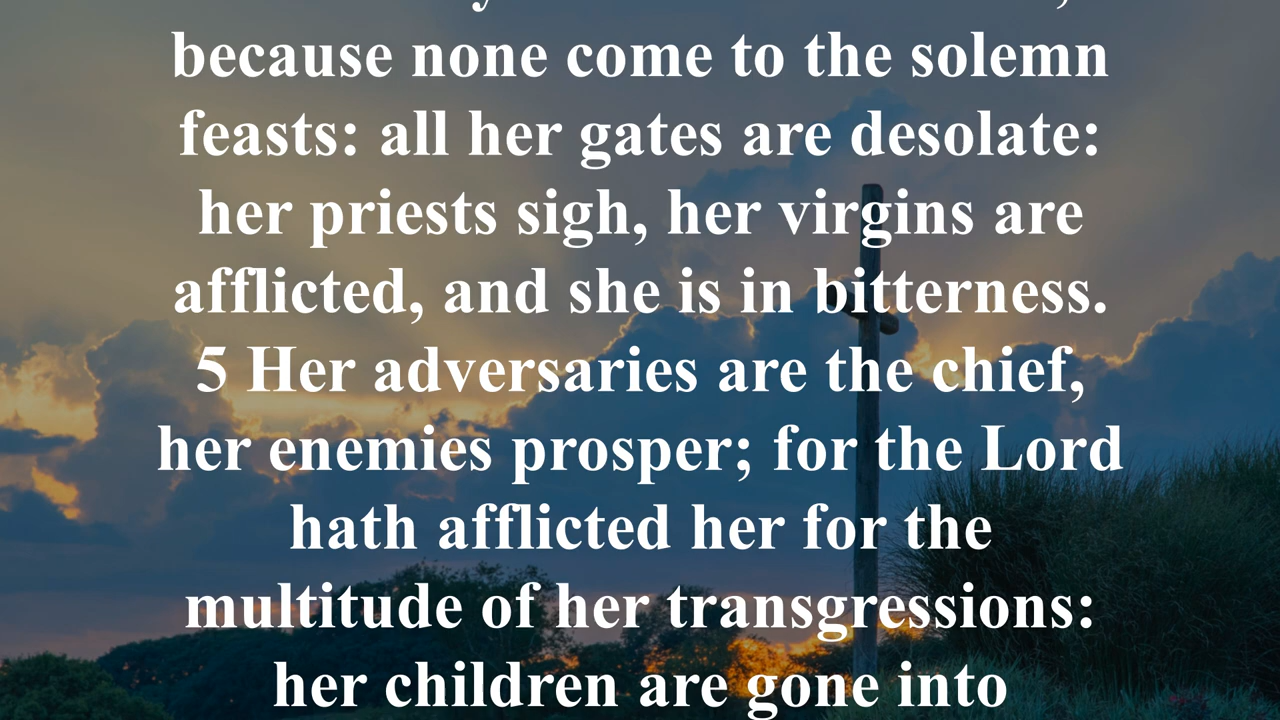 because none come to the solemn
feasts: all her gates are desolate:
her priests sigh, her virgins are
afflicted, and she is in bitterness.
5 Her adversaries are the chief,
her enemies prosper; for the Lord
hath afflicted her for the
multitude of her transgressions:
her children are gone into